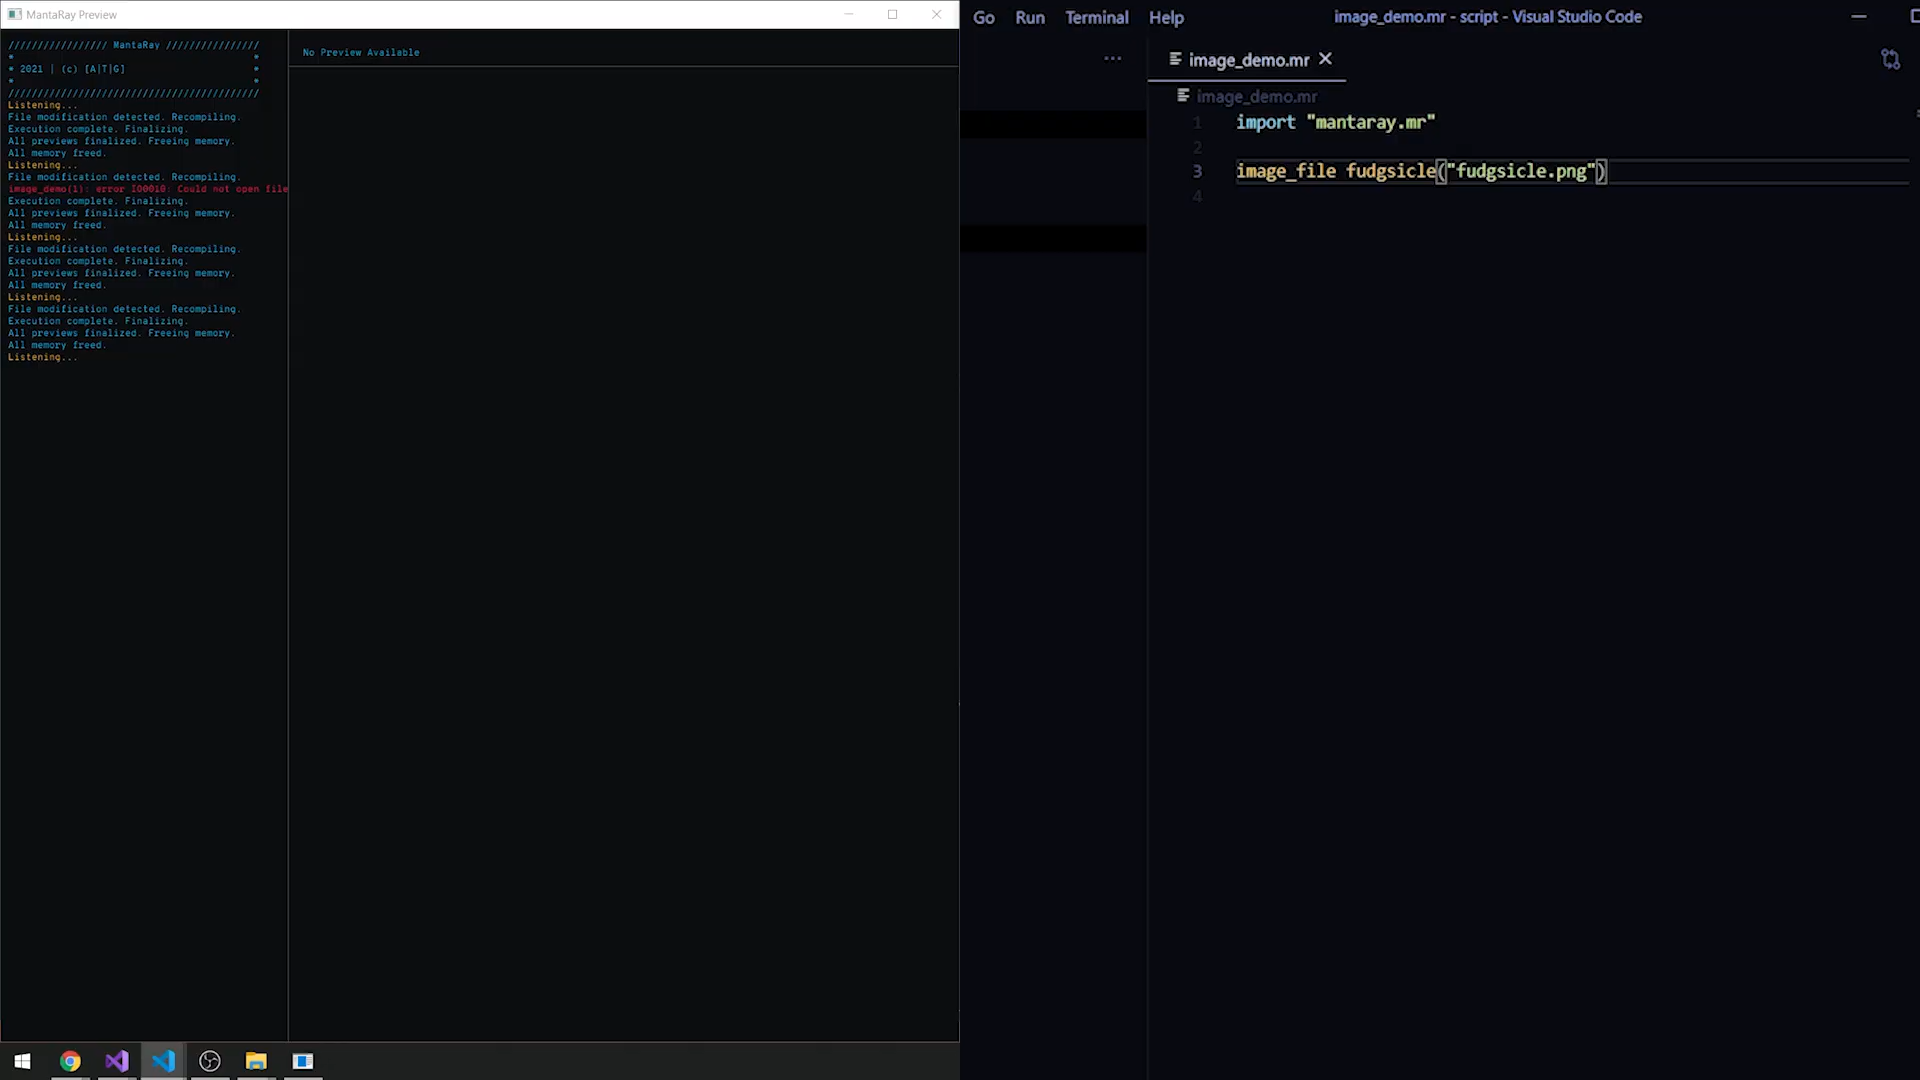 MantaRay Preview
///////////////// MantaRay ////////////////
* *
* 2021 | (c) [A|T|G] *
* *
///////////////////////////////////////////
Listening...
File modification detected. Recompiling.
Execution complete. Finalizing.
All previews finalized. Freeing memory.
All memory freed.
Listening...
File modification detected. Recompiling.
image_demo(1): error IO0010: Could not open file
Execution complete. Finalizing.
All previews finalized. Freeing memory.
All memory freed.
Listening...
File modification detected. Recompiling.
Execution complete. Finalizing.
All previews finalized. Freeing memory.
All memory freed.
Listening...
File modification detected. Recompiling.
Execution complete. Finalizing.
All previews finalized. Freeing memory.
All memory freed.
Listening...
No Preview Available
Go Run Terminal Help image_demo.mr - script - Visual Studio Code
image_demo.mr
image_demo.mr
1 import "mantaray.mr"
2
3 image_file fudgsicle("fudgsicle.png")
4